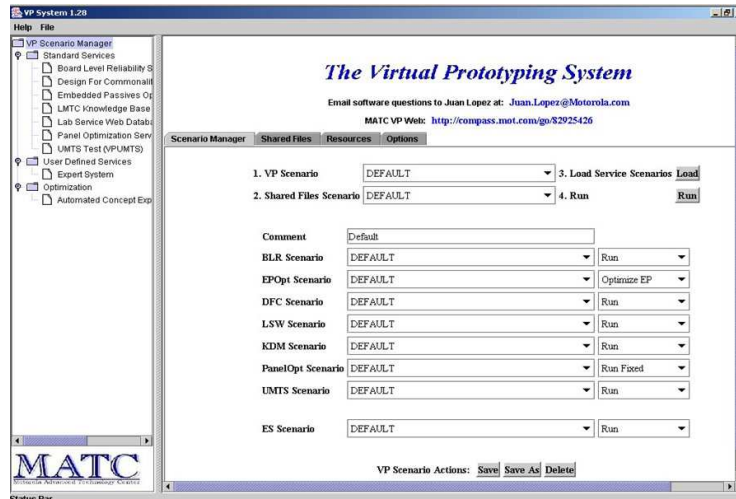 VP System 1.28
Help File
VP Scenario Manager
Standard Services
Board Level Reliability S
Design For Commonalit
Embedded Passives Op
LMTC Knowledge Base
Lab Service Web Databa
Panel Optimization Serv
UMTS Test (VPUMTS)
User Defined Services
Expert System
Optimization
Automated Concept Exp
MATC
Motorola Advanced Technology Center
Status Bar
The Virtual Prototyping System
Email software questions to Juan Lopez at: Juan.Lopez@Motorola.com
MATC VP Web: http://compass.mot.com/go/82925426
Scenario Manager Shared Files Resources Options
1. VP Scenario DEFAULT 3. Load Service Scenarios Load
2. Shared Files Scenario DEFAULT 4. Run Run
Comment Default
BLR Scenario DEFAULT Run
EPOpt Scenario DEFAULT Optimize EP
DFC Scenario DEFAULT Run
LSW Scenario DEFAULT Run
KDM Scenario DEFAULT Run
PanelOpt Scenario DEFAULT Run Fixed
UMTS Scenario DEFAULT Run
ES Scenario DEFAULT Run
VP Scenario Actions: Save Save As Delete